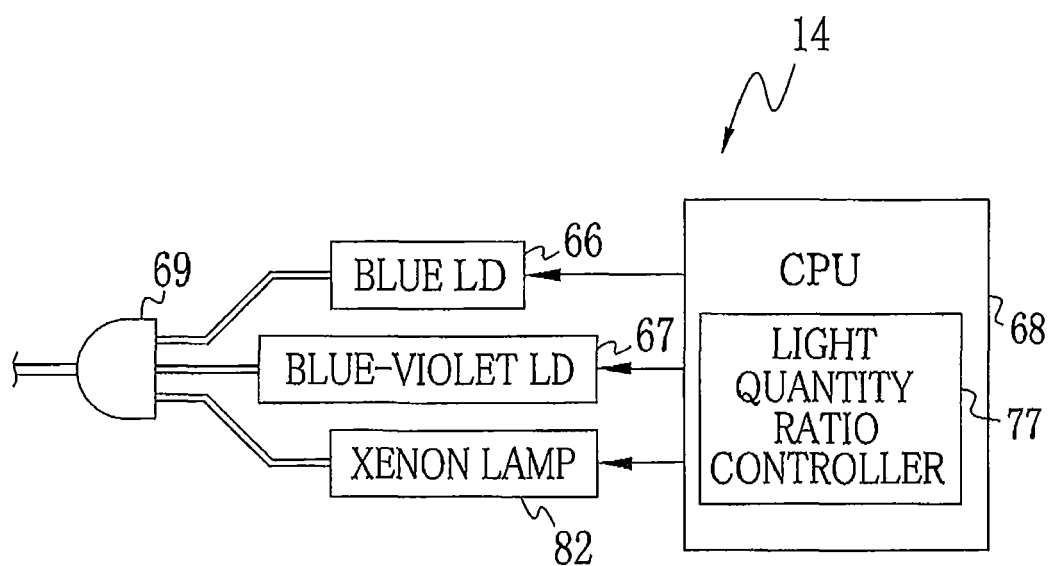 14
69
BLUE LD
66
CPU
68
BLUE-VIOLET LD
67
LIGHT
QUANTITY
RATIO
CONTROLLER
77
XENON LAMP
82